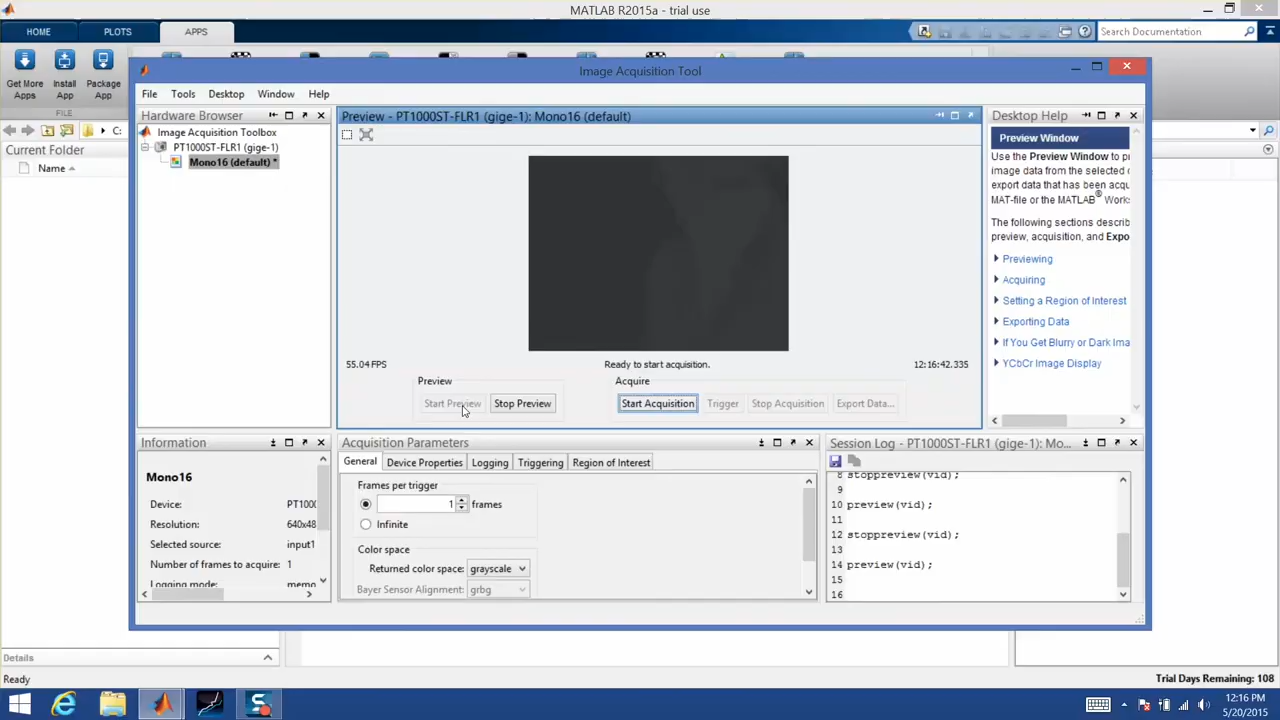 MATLAB R2015a - trial use
HOME
PLOTS
APPS
Search Documentation
Get More
Apps
Install
App
Package
App
FILE
C:
Current Folder
Name
Details
Ready
Image Acquisition Tool
File
Tools
Desktop
Window
Help
Hardware Browser
Image Acquisition Toolbox
PT1000ST-FLR1 (gige-1)
Mono16 (default) *
Preview - PT1000ST-FLR1 (gige-1): Mono16 (default)
55.04 FPS
Ready to start acquisition.
12:16:42.335
Preview
Start Preview
Stop Preview
Acquire
Start Acquisition
Trigger
Stop Acquisition
Export Data...
Desktop Help
Preview Window
Use the Preview Window to pr
image data from the selected c
export data that has been acqu
MAT-file or the MATLAB® Works
The following sections describ
preview, acquisition, and Expo
Previewing
Acquiring
Setting a Region of Interest
Exporting Data
If You Get Blurry or Dark Ima
YCbCr Image Display
Information
Mono16
Device: PT100(
Resolution: 640x48
Selected source: input1
Number of frames to acquire: 1
Logging mode: memo
Acquisition Parameters
General
Device Properties
Logging
Triggering
Region of Interest
Frames per trigger
1 frames
Infinite
Color space
Returned color space: grayscale
Bayer Sensor Alignment: grbg
Session Log - PT1000ST-FLR1 (gige-1): Mo...
8 stoppreview(vid);
9
10 preview(vid);
11
12 stoppreview(vid);
13
14 preview(vid);
15
16
Trial Days Remaining: 108
12:16 PM
5/20/2015